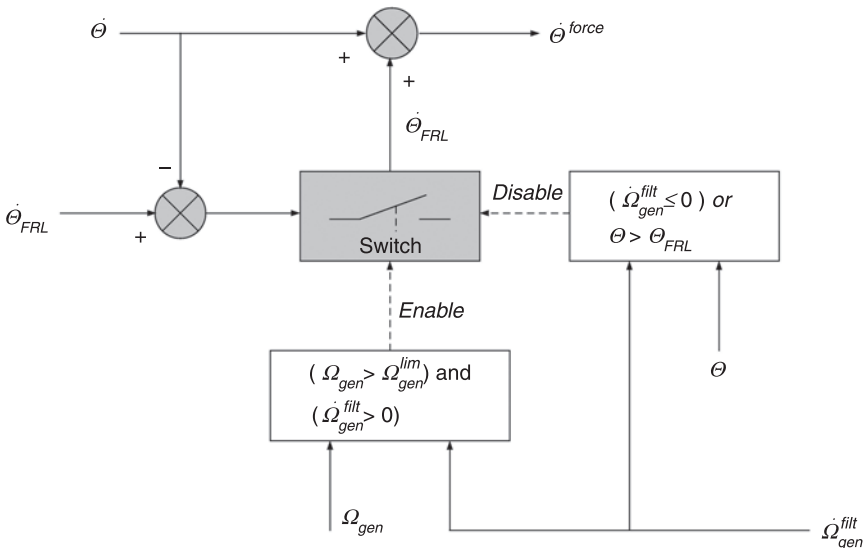 Θ̇
Θ̇^force
+
+
Θ̇_FRL
−
Disable
( Ω̇_gen^filt ≤ 0 ) or
Θ > Θ_FRL
Θ̇_FRL
+
Switch
Enable
( Ω_gen > Ω_gen^lim) and
( Ω̇_gen^filt > 0)
Θ
Ω_gen
Ω̇_gen^filt